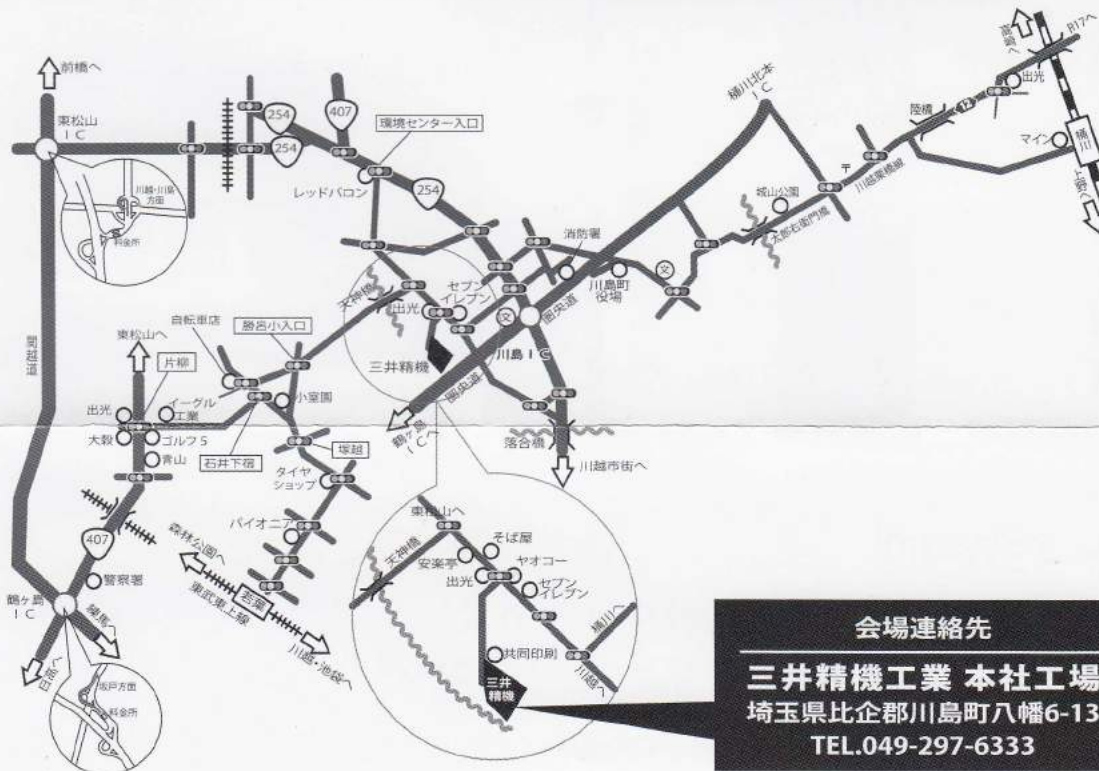 前橋へ
東松山
I C
254
407
254
環境センター入口
レッドバロン
254
川越・川島
方面
料金所
関越道
東松山へ
片柳
出光
大穀
イーグル
工業
ゴルフ5
青山
407
警察署
鶴ヶ島
I C
練馬へ
日高へ
坂戸方面
料金所
自転車店
勝呂小入口
小室園
石井下宿
塚越
タイヤ
ショップ
パイオニア
森林公園へ
若葉
東武東上線
川越・池袋へ
天神橋
出光
セブン
イレブン
三井精機
文
川島 I C
圏央道
圏央道
鶴ヶ島
I Cへ
落合橋
川越市街へ
消防署
川島町
役場
文
桶川北本
I C
城山公園
太郎右衛門橋
〒
川越栗橋線
陸橋
12
出光
R17へ
高崎へ
マイン
桶川
上野へ
東松山へ
天神橋
安楽亭
そば屋
出光
ヤオコー
セブン
イレブン
桶川へ
川越へ
共同印刷
三井
精機
会場連絡先
三井精機工業 本社工場
埼玉県比企郡川島町八幡6-13
TEL.049-297-6333